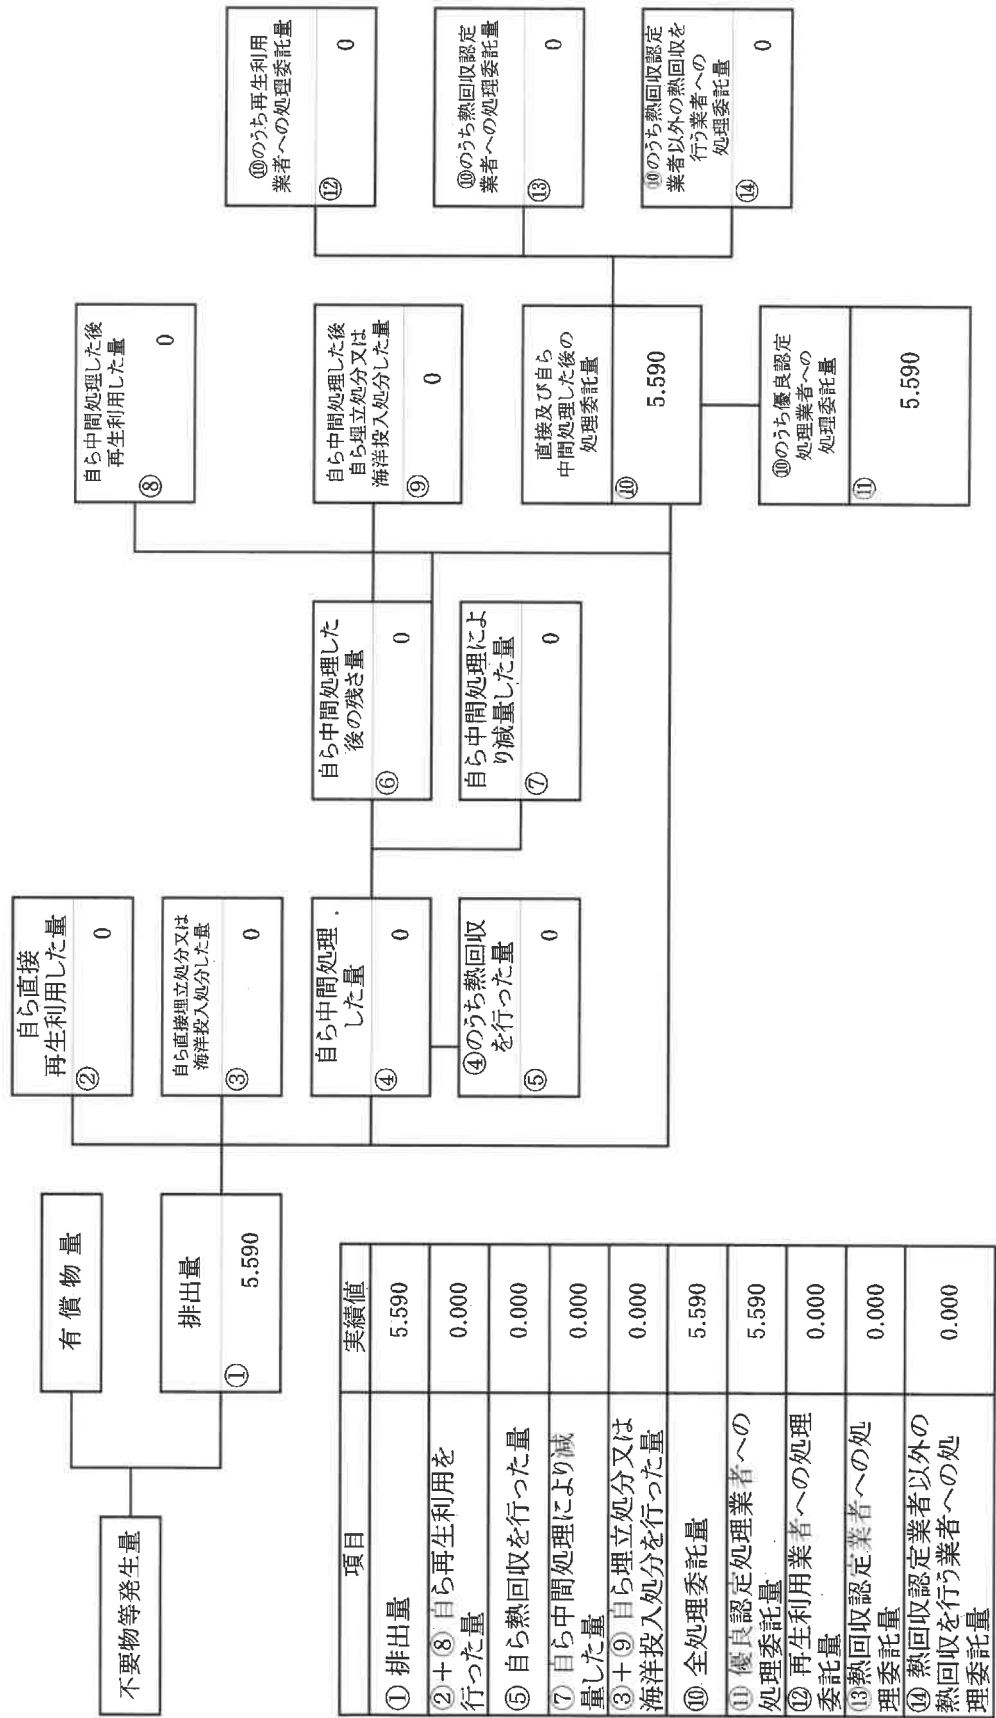 不要物等発生量
有償物量
排出量
①
5.590
自ら直接
再生利用した量
②
0
自ら直接埋立処分又は
海洋投入処分した量
③
0
自ら中間処理
した量
④
0
④のうち熱回収
を行った量
⑤
0
自ら中間処理した
後の残さ量
⑥
0
自ら中間処理によ
り減量した量
⑦
0
自ら中間処理した後
再生利用した量
⑧
0
自ら中間処理した後
自ら埋立処分又は
海洋投入処分した量
⑨
0
直接及び自ら
中間処理した後の
処理委託量
⑩
5.590
⑩のうち優良認定
処理業者への
処理委託量
⑪
5.590
⑩のうち再生利用
業者への処理委託量
⑫
0
⑩のうち熱回収認定
業者への処理委託量
⑬
0
⑩のうち熱回収認定
業者以外の熱回収を
行う業者への
処理委託量
⑭
0
項目 実績値
① 排出量 5.590
②+⑧ 自ら再生利用を
行った量 0.000
⑤ 自ら熱回収を行った量 0.000
⑦ 自ら中間処理により減
量した量 0.000
③+⑨ 自ら埋立処分又は
海洋投入処分を行った量 0.000
⑩ 全処理委託量 5.590
⑪ 優良認定処理業者への
処理委託量 5.590
⑫ 再生利用業者への処理
委託量 0.000
⑬熱回収認定業者への処
理委託量 0.000
⑭ 熱回収認定業者以外の
熱回収を行う業者への処
理委託量 0.000